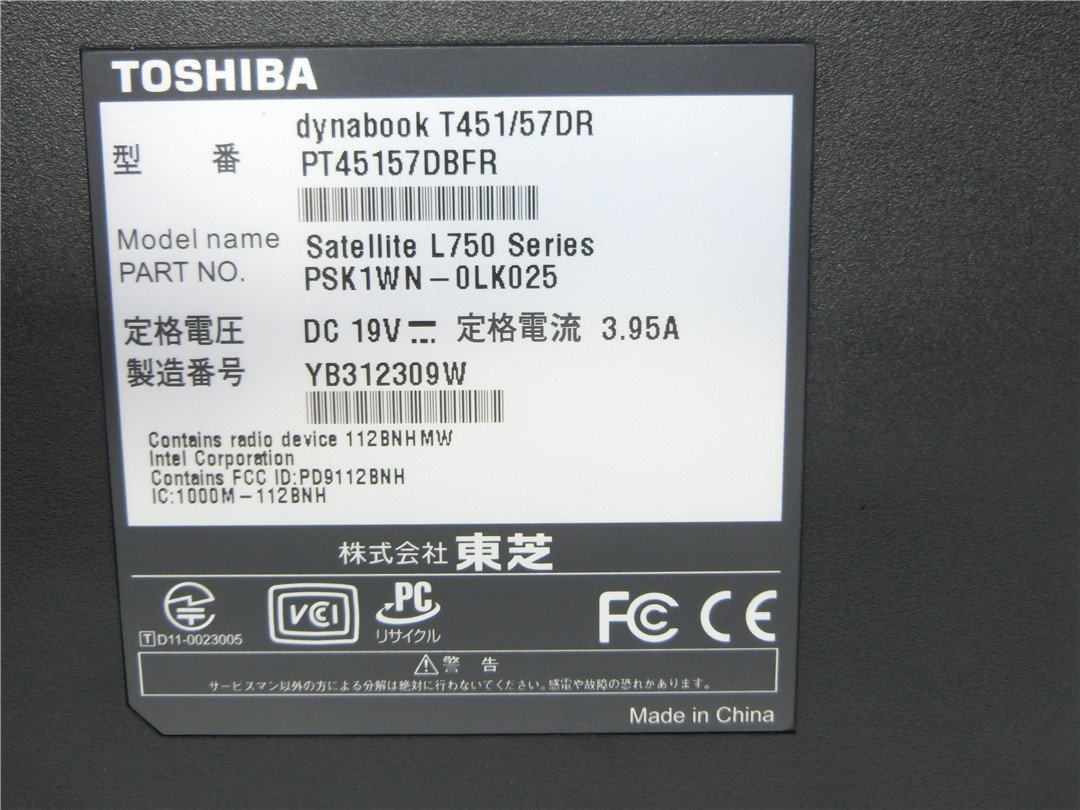 TOSHIBA
dynabook T451/57DR
型 番 PT45157DBFR
Model name Satellite L750 Series
PART NO. PSK1WN-0LK025
定格電圧 DC 19V 定格電流 3.95A
製造番号 YB312309W
Contains radio device 112BNHMW
Intel Corporation
Contains FCC ID:PD9112BNH
IC:1000M-112BNH
株式会社 東芝
T D11-0023005
VCI
PC
リサイクル
FC CE
警 告
サービスマン以外の方による分解は絶対に行わないでください。感電や故障の恐れがあります。
Made in China